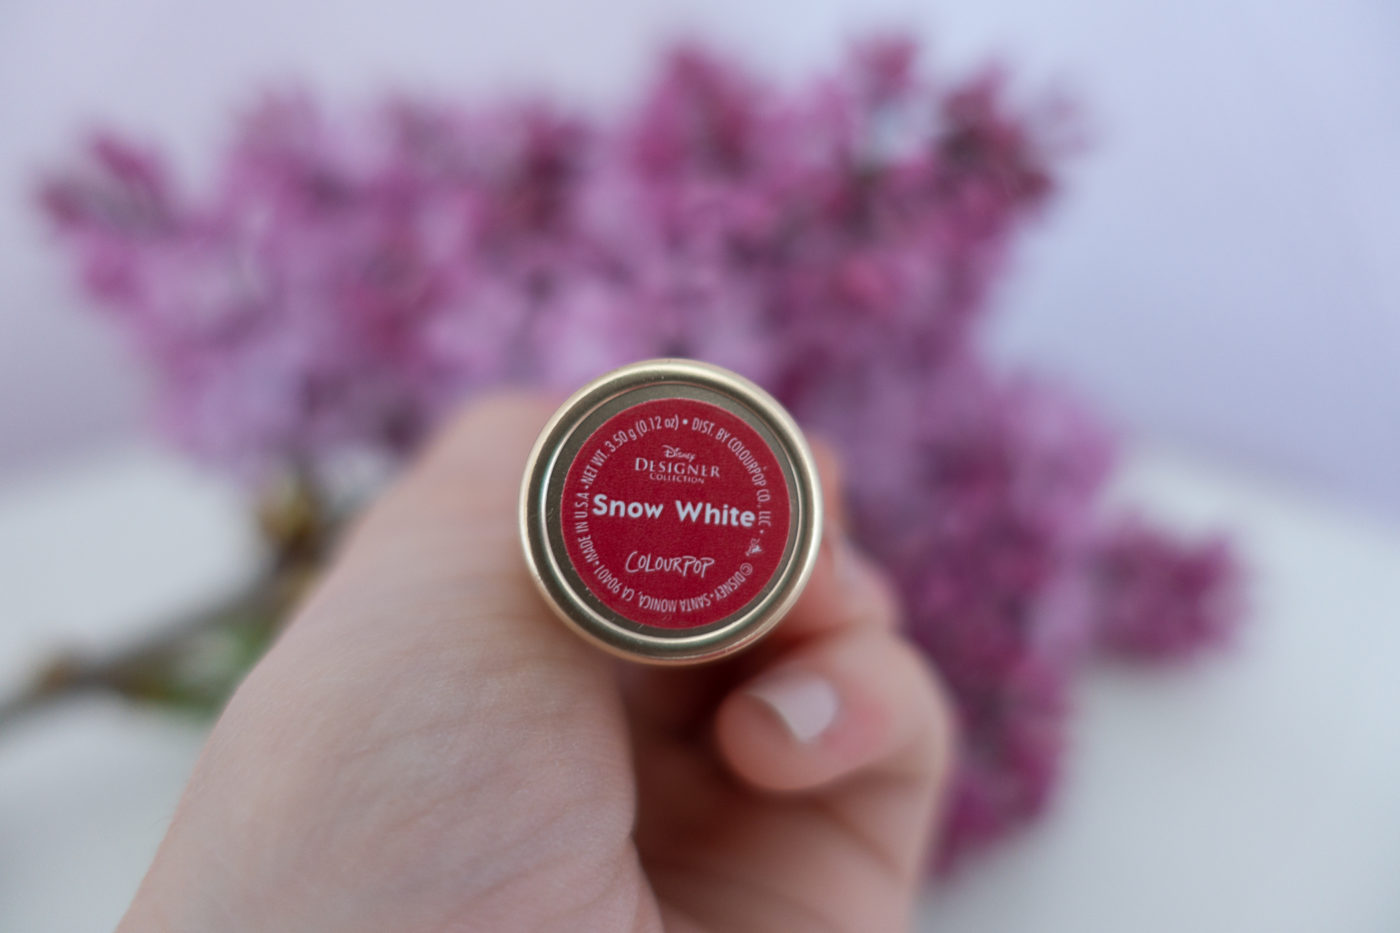 Disney
DESIGNER
COLLECTION
Snow White
COLOURPOP
NET WT. 3.50 g (0.12 oz) • DIST. BY COLOURPOP CO., LLC • ©DISNEY • SANTA MONICA, CA 90401 • MADE IN U.S.A •